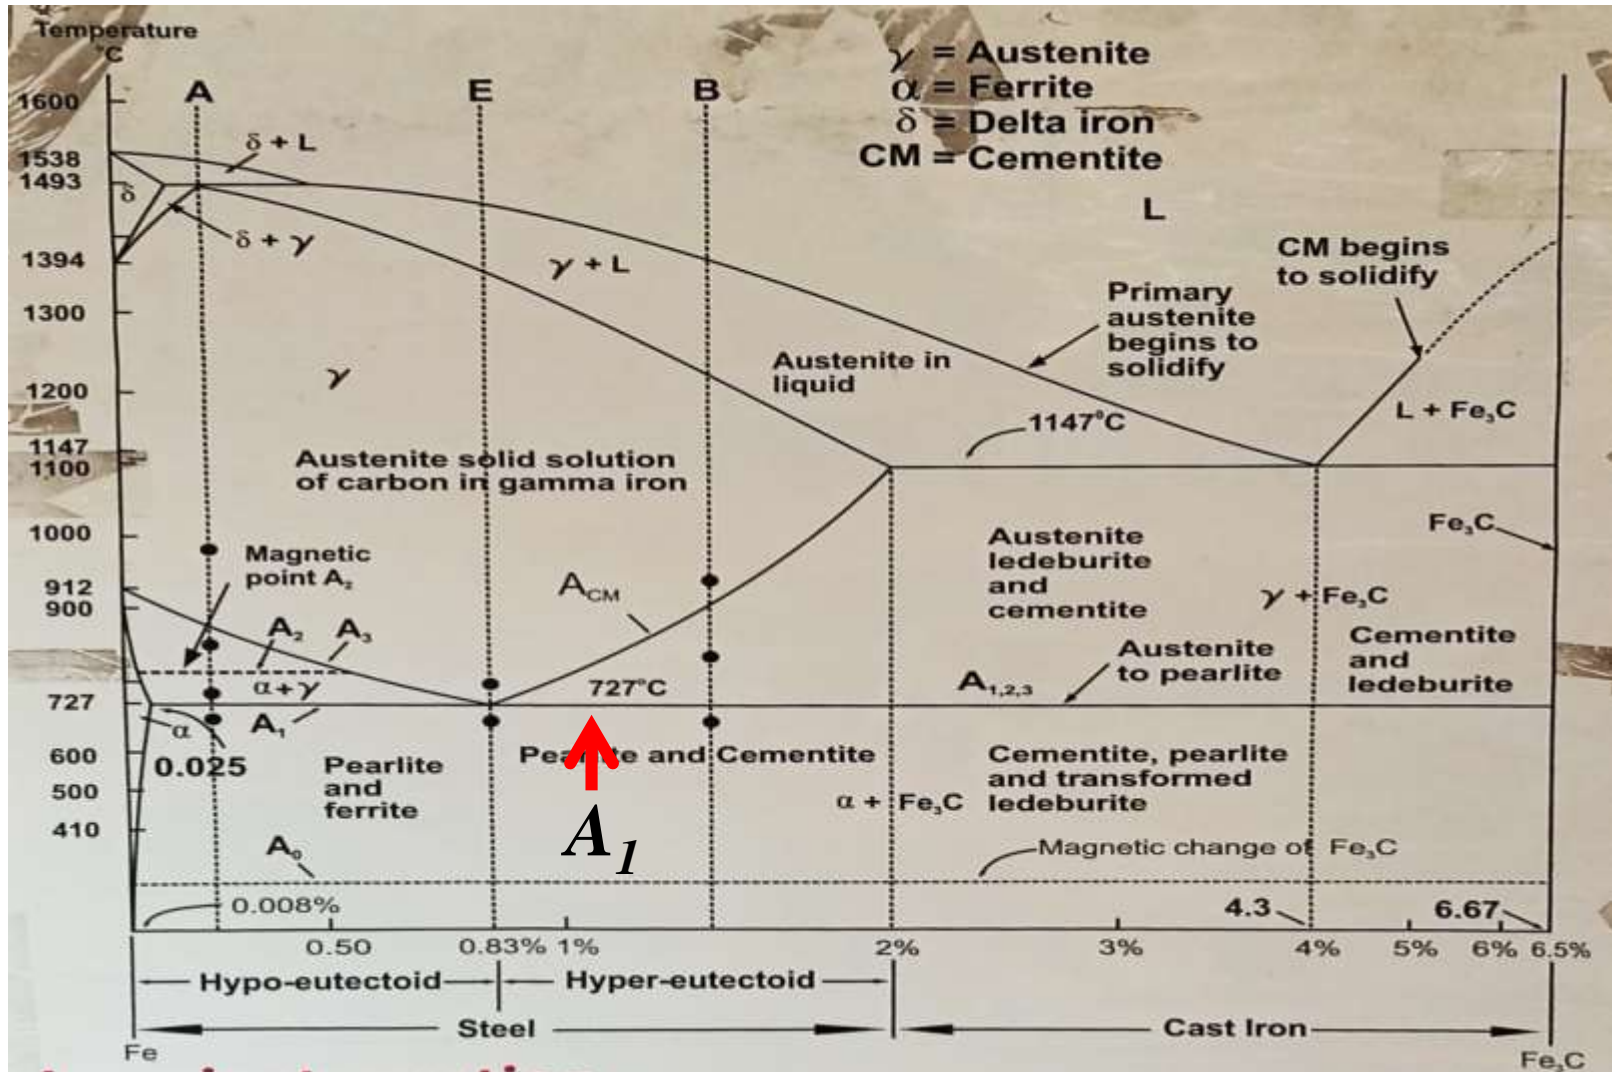 Temperature
°C
1600
1538
1493
1394
1300
1200
1147
1100
1000
912
900
727
600
500
410
A
E
B
γ = Austenite
α = Ferrite
δ = Delta iron
CM = Cementite
δ + L
δ
δ + γ
γ + L
L
CM begins
to solidify
Primary
austenite
begins to
solidify
Austenite in
liquid
γ
L + Fe₃C
1147°C
Austenite solid solution
of carbon in gamma iron
Fe₃C
Magnetic
point A₂
A_CM
Austenite
ledeburite
and
cementite
γ + Fe₃C
A₂
A₃
Austenite
to pearlite
Cementite
and
ledeburite
α + γ
727°C
A₁,₂,₃
α
A₁
0.025
Pearlite
and
ferrite
Pearlite and Cementite
Cementite, pearlite
and transformed
ledeburite
α + Fe₃C
A₁
A₀
Magnetic change of Fe₃C
0.008%
4.3
6.67
0.50
0.83%
1%
2%
3%
4%
5%
6%
6.5%
Hypo-eutectoid
Hyper-eutectoid
Steel
Cast Iron
Fe
Fe₃C